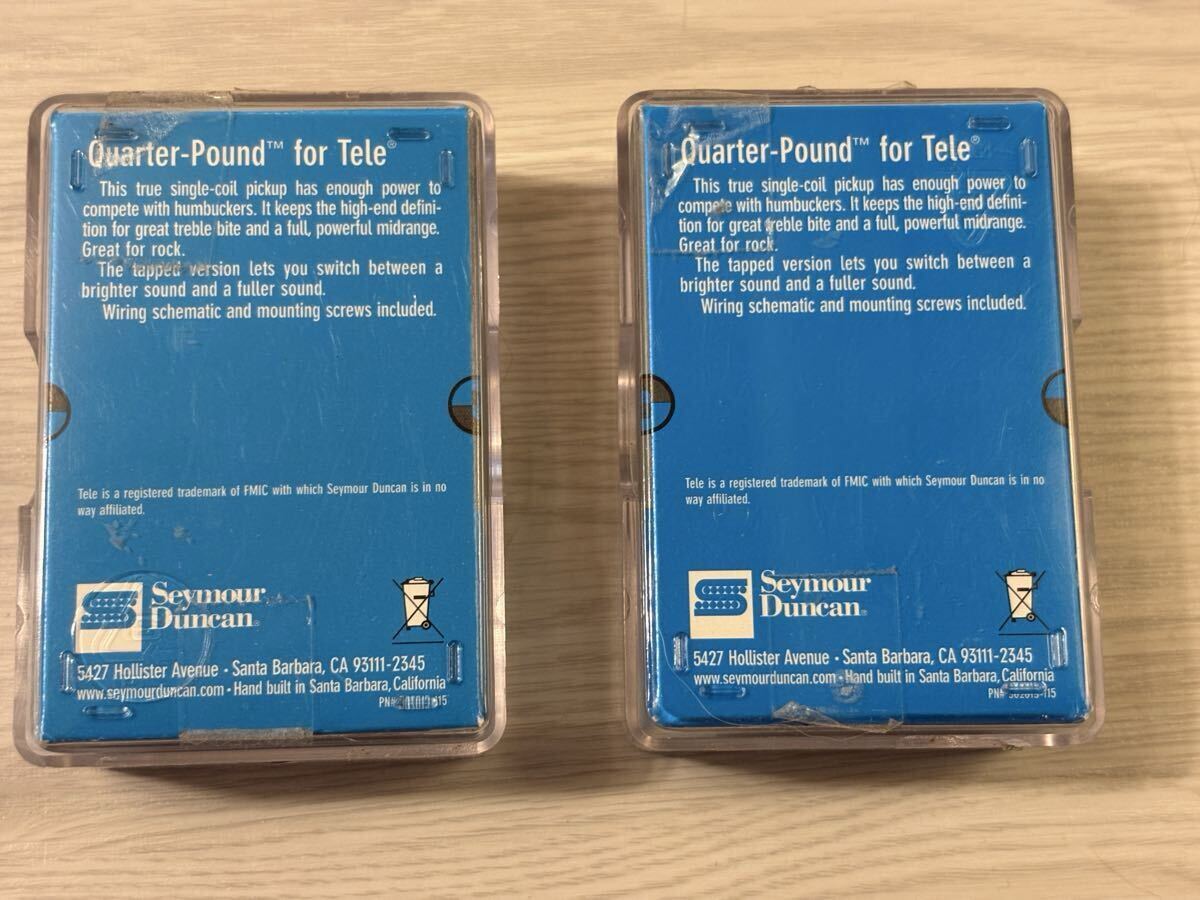 Quarter-Pound™ for Tele®
This true single-coil pickup has enough power to
compete with humbuckers. It keeps the high-end defini-
tion for great treble bite and a full, powerful midrange.
Great for rock.
The tapped version lets you switch between a
brighter sound and a fuller sound.
Wiring schematic and mounting screws included.
Tele is a registered trademark of FMIC with which Seymour Duncan is in no
way affiliated.
Seymour
Duncan®
5427 Hollister Avenue • Santa Barbara, CA 93111-2345
www.seymourduncan.com • Hand built in Santa Barbara, California
PN#
Quarter-Pound™ for Tele®
This true single-coil pickup has enough power to
compete with humbuckers. It keeps the high-end defini-
tion for great treble bite and a full, powerful midrange.
Great for rock.
The tapped version lets you switch between a
brighter sound and a fuller sound.
Wiring schematic and mounting screws included.
Tele is a registered trademark of FMIC with which Seymour Duncan is in no
way affiliated.
Seymour
Duncan®
5427 Hollister Avenue • Santa Barbara, CA 93111-2345
www.seymourduncan.com • Hand built in Santa Barbara, California
PN#